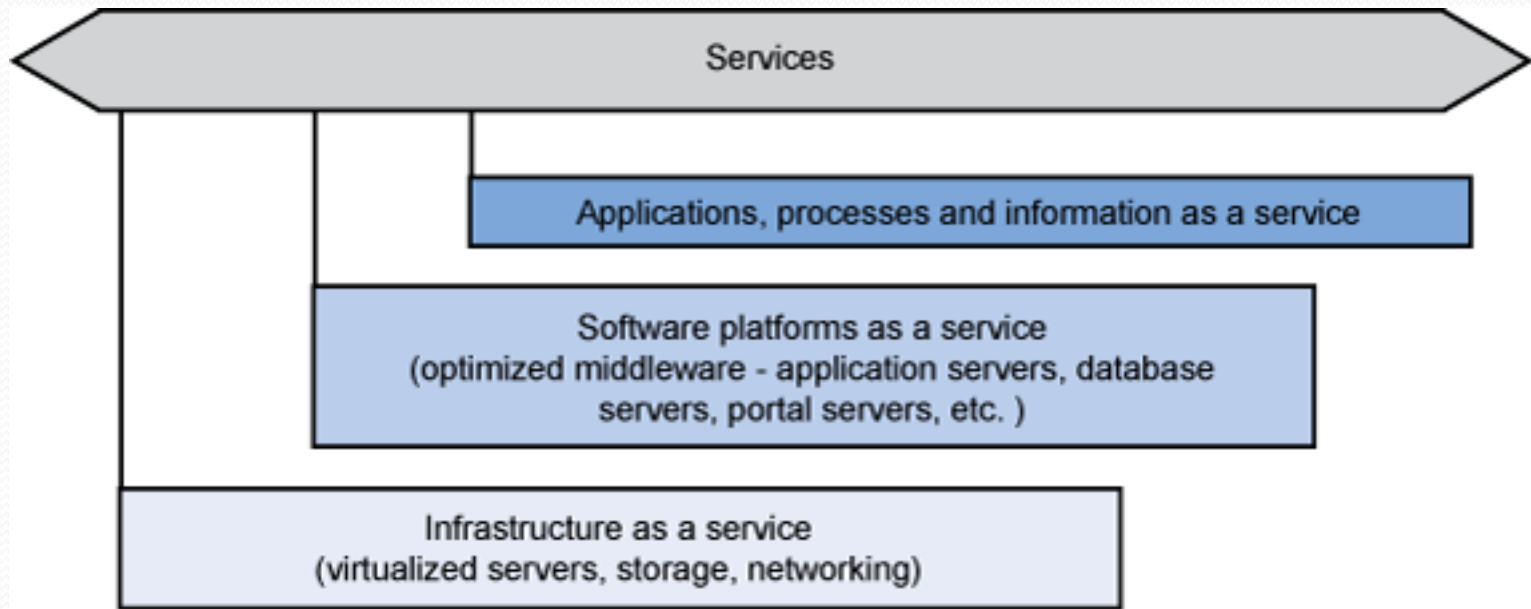 Services
Applications, processes and information as a service
Software platforms as a service
(optimized middleware - application servers, database
servers, portal servers, etc. )
Infrastructure as a service
(virtualized servers, storage, networking)